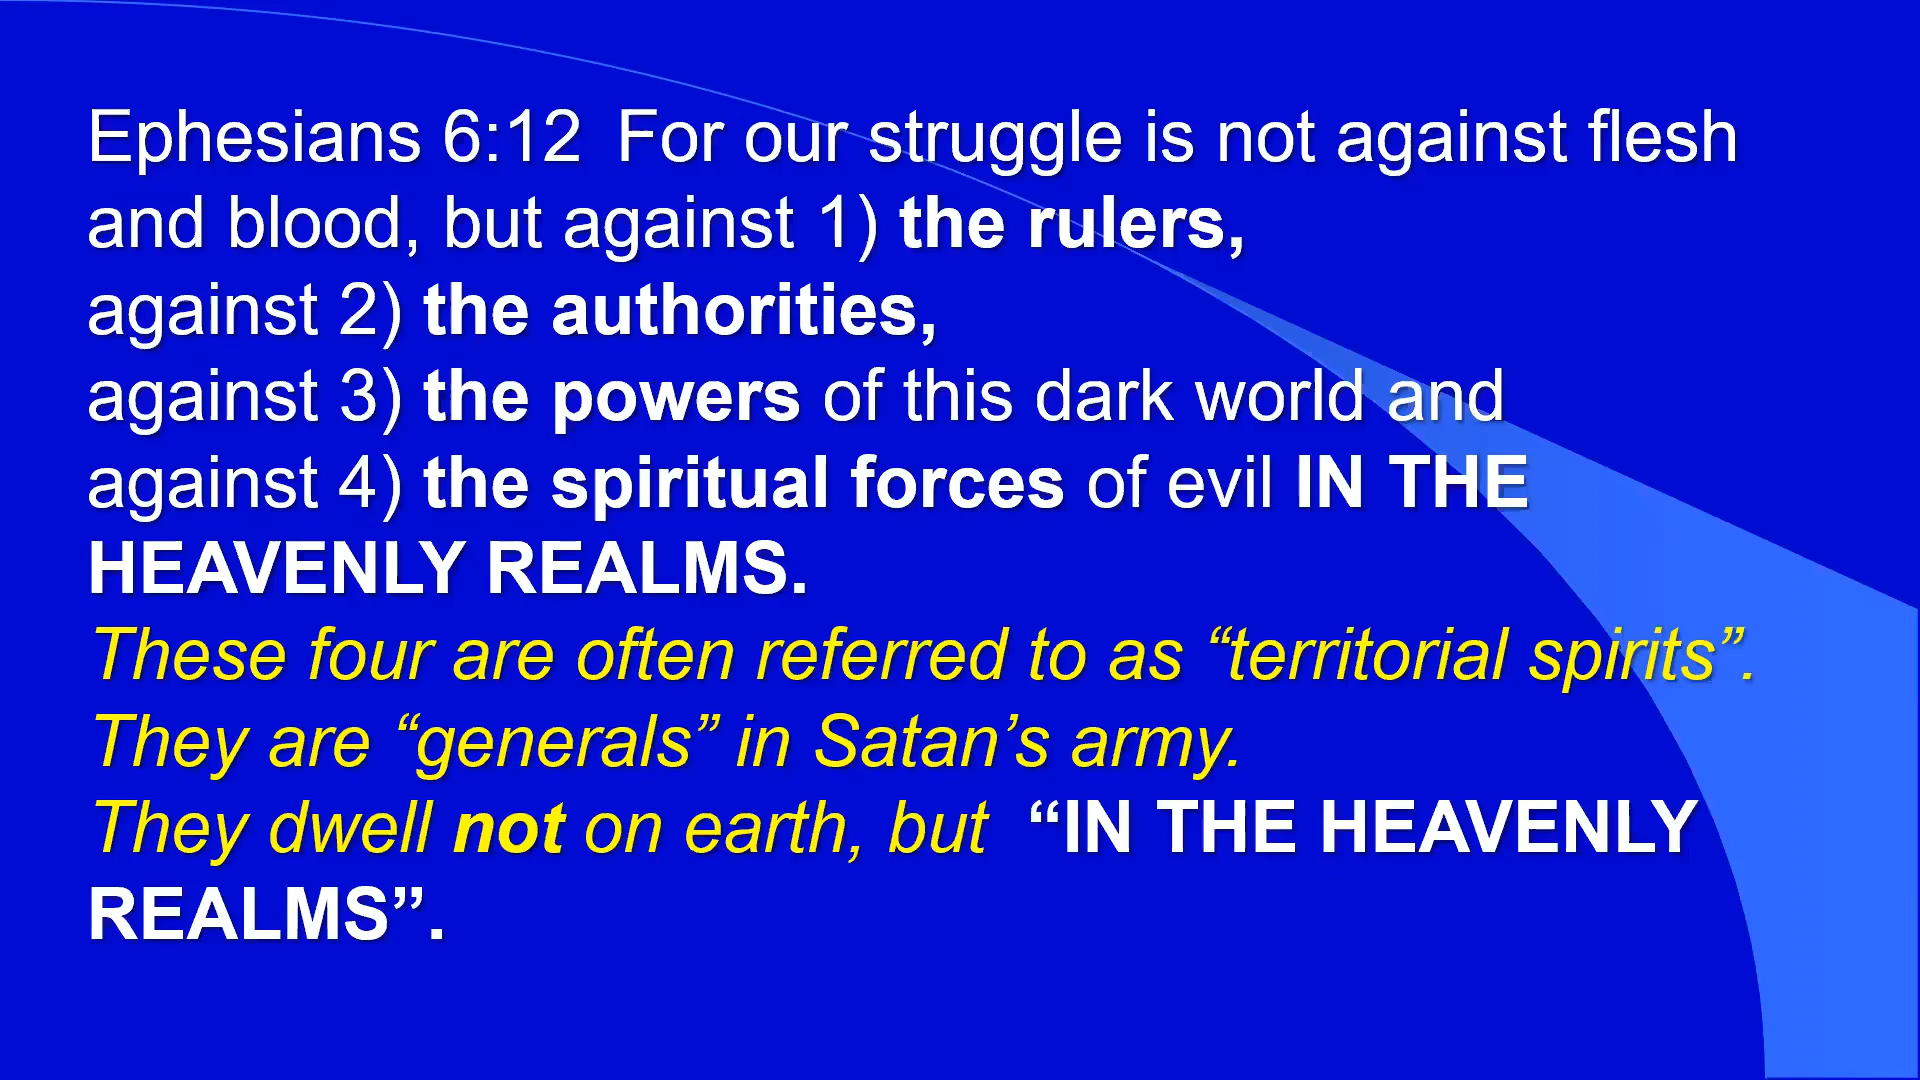 Ephesians 6:12  For our struggle is not against flesh
and blood, but against 1) the rulers,
against 2) the authorities,
against 3) the powers of this dark world and
against 4) the spiritual forces of evil IN THE
HEAVENLY REALMS.
These four are often referred to as “territorial spirits”.
They are “generals” in Satan’s army.
They dwell not on earth, but  “IN THE HEAVENLY
REALMS”.